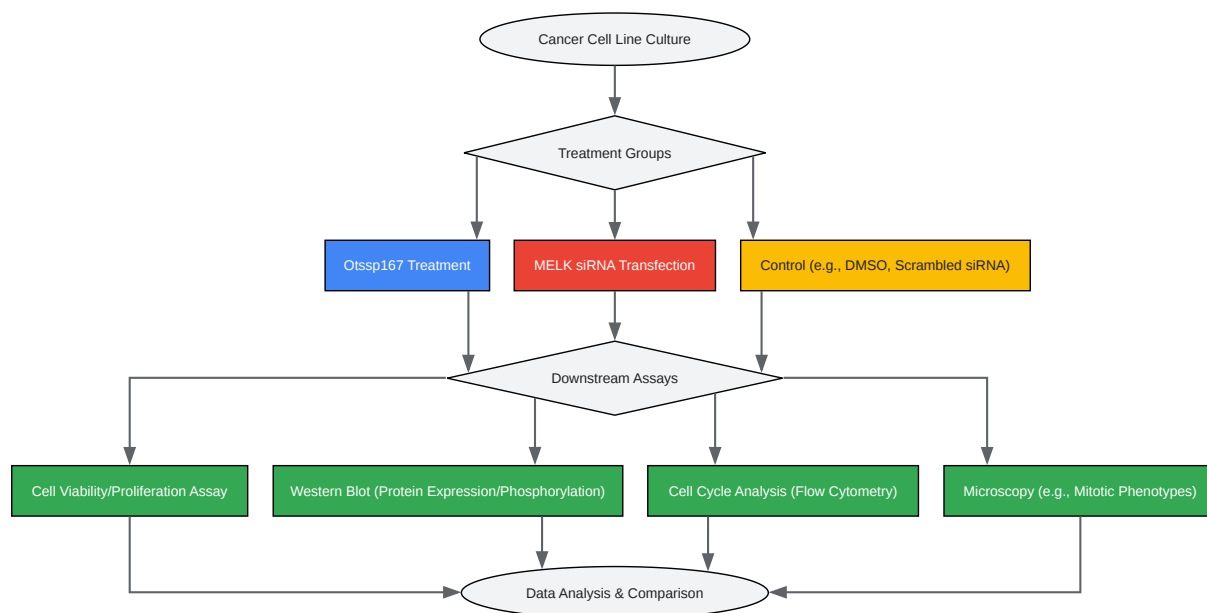 Cancer Cell Line Culture
Treatment Groups
Otssp167 Treatment
MELK siRNA Transfection
Control (e.g., DMSO, Scrambled siRNA)
Downstream Assays
Cell Viability/Proliferation Assay
Western Blot (Protein Expression/Phosphorylation)
Cell Cycle Analysis (Flow Cytometry)
Microscopy (e.g., Mitotic Phenotypes)
Data Analysis & Comparison